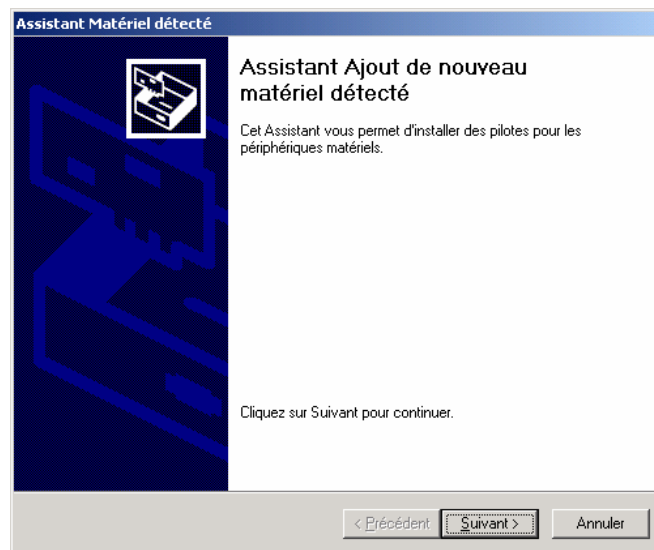 Assistant Matériel détecté
Assistant Ajout de nouveau
matériel détecté
Cet Assistant vous permet d'installer des pilotes pour les
périphériques matériels.
Cliquez sur Suivant pour continuer.
< Précédent Suivant > Annuler